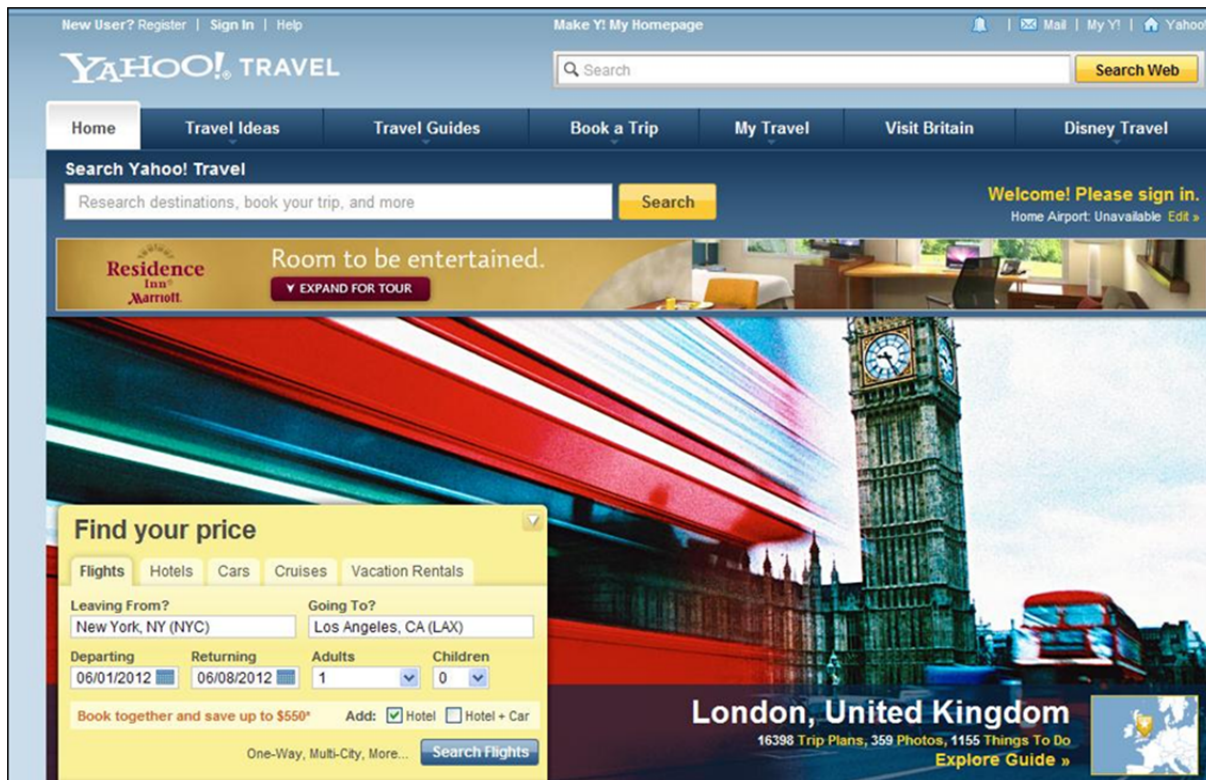 New User? Register | Sign In | Help
Make Y! My Homepage
Mail | My Y! | Yahoo!
YAHOO!® TRAVEL
Search
Search Web
Home
Travel Ideas
Travel Guides
Book a Trip
My Travel
Visit Britain
Disney Travel
Search Yahoo! Travel
Research destinations, book your trip, and more
Search
Welcome! Please sign in.
Home Airport: Unavailable Edit »
Residence
Inn®
Marriott
Room to be entertained.
EXPAND FOR TOUR
Find your price
Flights
Hotels
Cars
Cruises
Vacation Rentals
Leaving From?
Going To?
New York, NY (NYC)
Los Angeles, CA (LAX)
Departing
Returning
Adults
Children
06/01/2012
06/08/2012
1
0
Book together and save up to $550*
Add: Hotel Hotel + Car
One-Way, Multi-City, More...
Search Flights
London, United Kingdom
16398 Trip Plans, 359 Photos, 1155 Things To Do
Explore Guide »